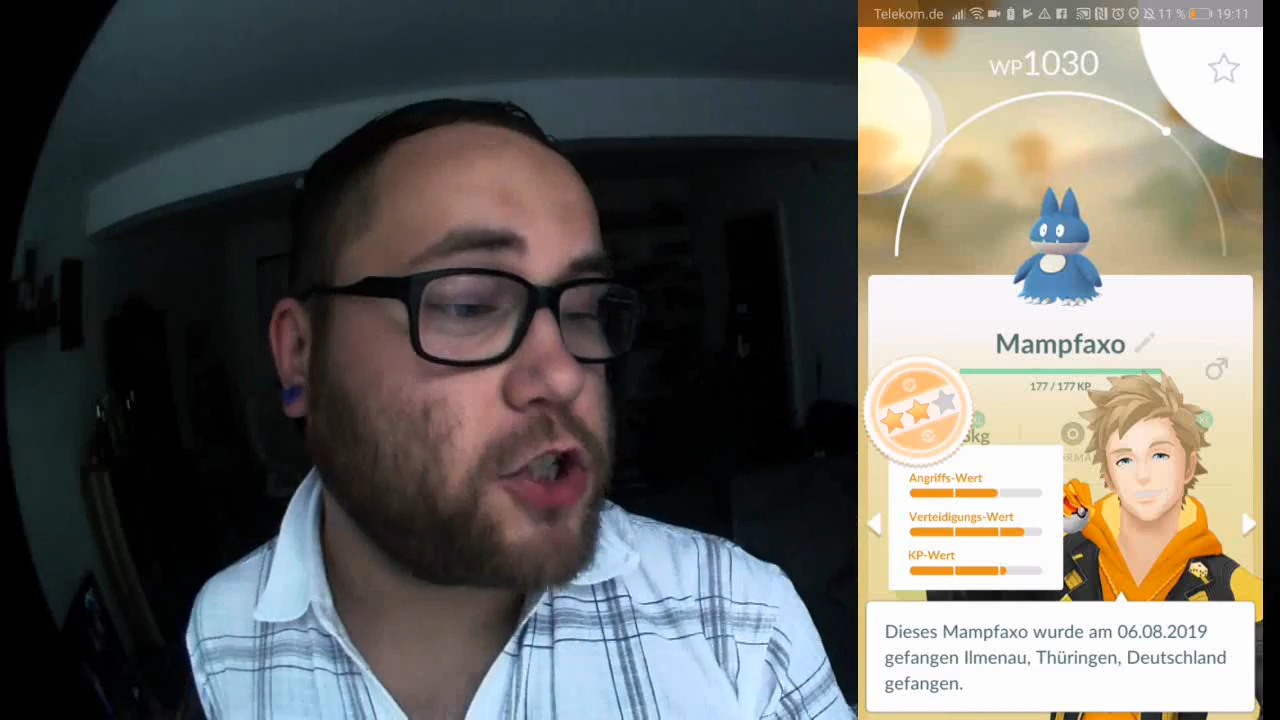 Telekom.de 11 % 19:11
WP1030
Mampfaxo
177 / 177 KP
kg
Angriffs-Wert
Verteidigungs-Wert
KP-Wert
Dieses Mampfaxo wurde am 06.08.2019
gefangen Ilmenau, Thüringen, Deutschland
gefangen.